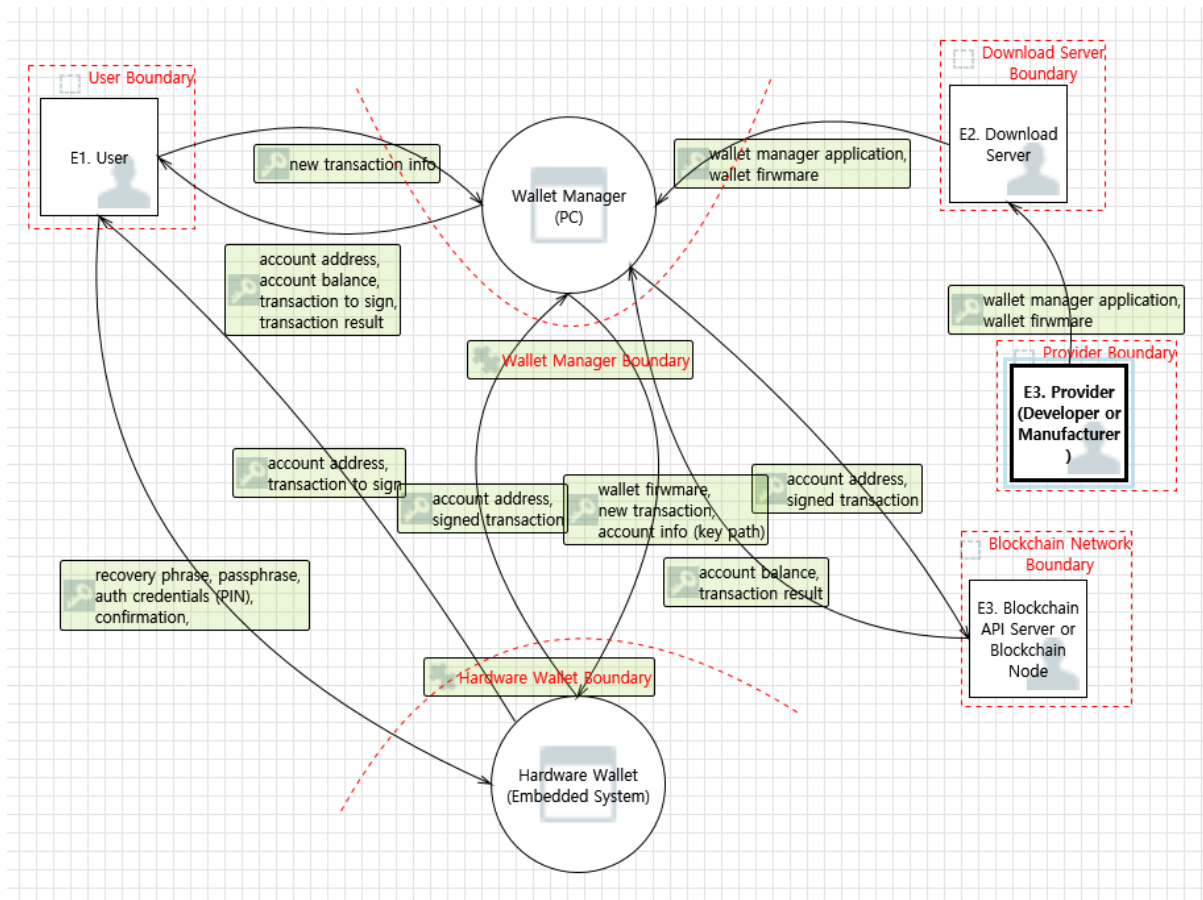 User Boundary
E1. User
new transaction info
account address,
account balance,
transaction to sign,
transaction result
Wallet Manager
(PC)
wallet manager application,
wallet firwmare
Download Server
Boundary
E2. Download
Server
wallet manager application,
wallet firwmare
Provider Boundary
E3. Provider
(Developer or
Manufacturer
)
Wallet Manager Boundary
account address,
transaction to sign
account address,
signed transaction
wallet firwmare,
new transaction,
account info (key path)
account address,
signed transaction
account balance,
transaction result
Blockchain Network
Boundary
E3. Blockchain
API Server or
Blockchain
Node
recovery phrase, passphrase,
auth credentials (PIN),
confirmation,
Hardware Wallet Boundary
Hardware Wallet
(Embedded System)